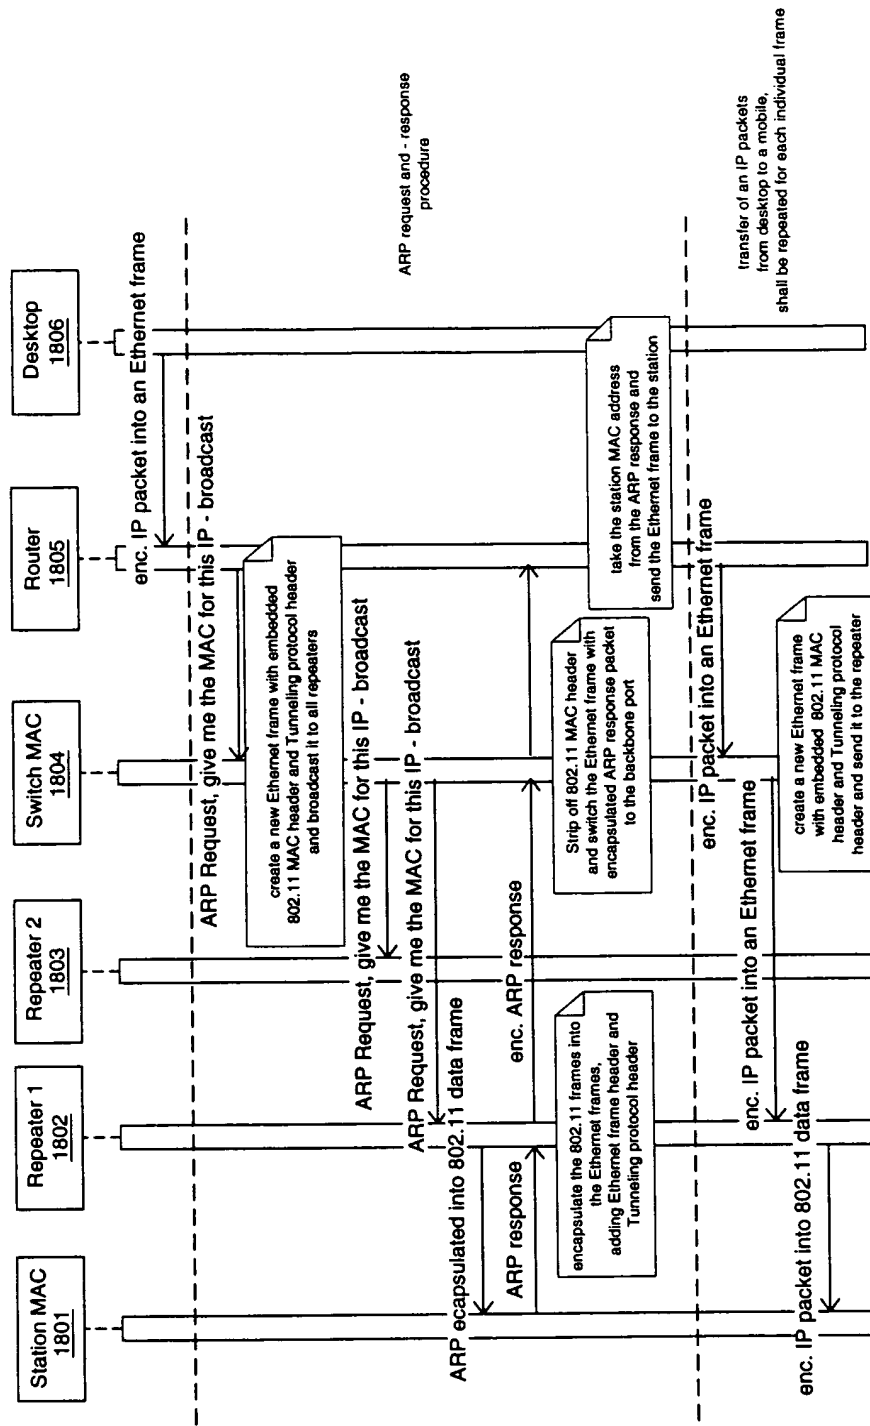 Station MAC
1801
Repeater 1
1802
Repeater 2
1803
Switch MAC
1804
Router
1805
Desktop
1806
enc. IP packet into an Ethernet frame
ARP Request, give me the MAC for this IP - broadcast
create a new Ethernet frame with embedded
802.11 MAC header and Tunneling protocol header
and broadcast it to all repeaters
ARP Request, give me the MAC for this IP - broadcast
ARP Request, give me the MAC for this IP - broadcast
ARP ecapsulated into 802.11 data frame
ARP response
enc. ARP response
encapsulate the 802.11 frames into
the Ethernet frames,
adding Ethernet frame header and
Tunneling protocol header
Strip off 802.11 MAC header
and switch the Ethernet frame with
encapsulated ARP response packet
to the backbone port
take the station MAC address
from the ARP response and
send the Ethernet frame to the station
ARP request and - response
procedure
enc. IP packet into an Ethernet frame
enc. IP packet into an Ethernet frame
create a new Ethernet frame
with embedded 802.11 MAC
header and Tunneling protocol
header and send it to the repeater
enc. IP packet into 802.11 data frame
transfer of an IP packets
from desktop to a mobile,
shall be repeated for each individual frame